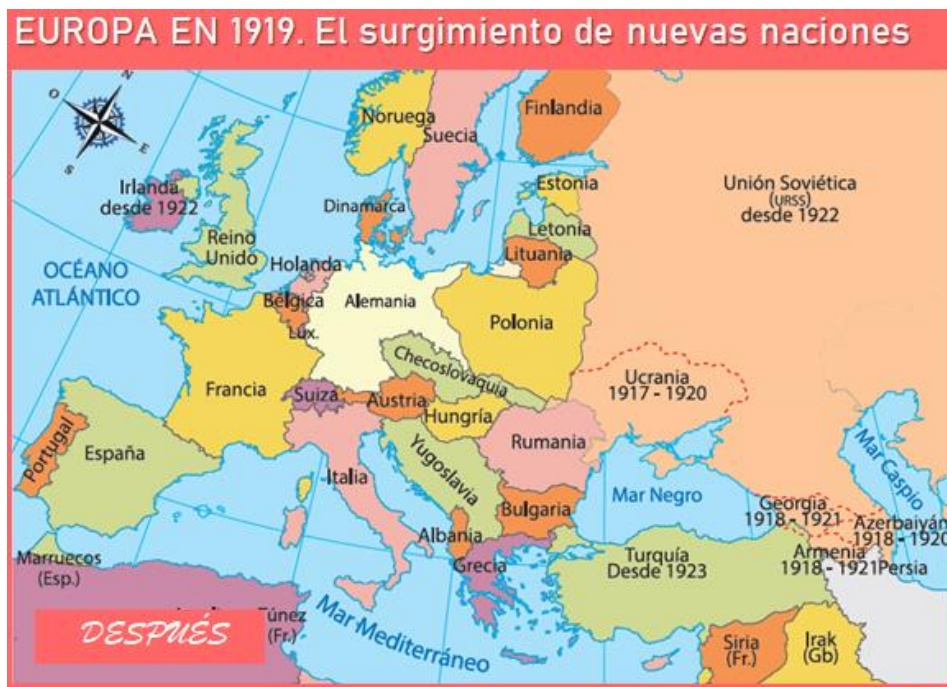 EUROPA EN 1919. El surgimiento de nuevas naciones
N
O
E
S
Noruega
Suecia
Finlandia
Irlanda
desde 1922
Reino
Unido
Dinamarca
Estonia
Letonia
Lituania
Unión Soviética
(URSS)
desde 1922
OCÉANO
ATLÁNTICO
Holanda
Bélgica
Lux.
Alemania
Polonia
Checoslovaquia
Ucrania
1917 - 1920
Francia
Suiza
Austria
Hungría
Rumania
Portugal
España
Italia
Yugoslavia
Mar Negro
Mar Caspio
Bulgaria
Albania
Grecia
Georgia
1918 - 1921
Azerbaiyán
1918 - 1920
Armenia
1918 - 1921
Persia
Turquía
Desde 1923
Marruecos
(Esp.)
Túnez
(Fr.)
Mar Mediterráneo
Siria
(Fr.)
Irak
(Gb)
DESPUÉS